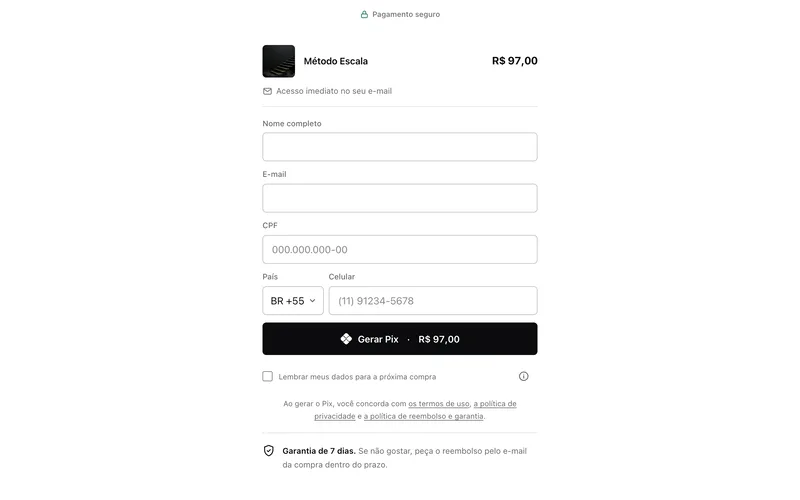 Pagamento seguro
Método Escala
R$ 97,00
Acesso imediato no seu e-mail
Nome completo
E-mail
CPF
000.000.000-00
País
Celular
BR +55
(11) 91234-5678
Gerar Pix · R$ 97,00
Lembrar meus dados para a próxima compra
Ao gerar o Pix, você concorda com os termos de uso, a política de
privacidade e a política de reembolso e garantia.
Garantia de 7 dias. Se não gostar, peça o reembolso pelo e-mail
da compra dentro do prazo.